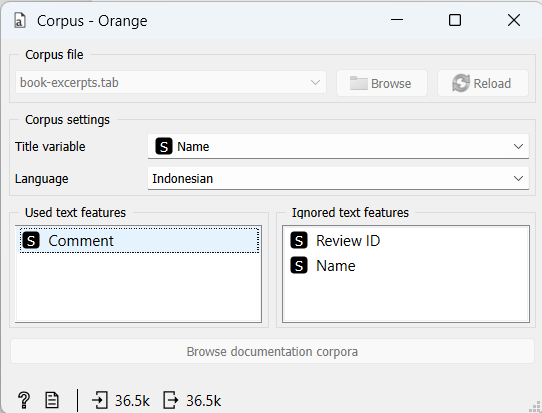 Corpus - Orange
Corpus file
book-excerpts.tab
Browse
Reload
Corpus settings
Title variable
S Name
Language
Indonesian
Used text features
S Comment
Ignored text features
S Review ID
S Name
Browse documentation corpora
? 36.5k 36.5k